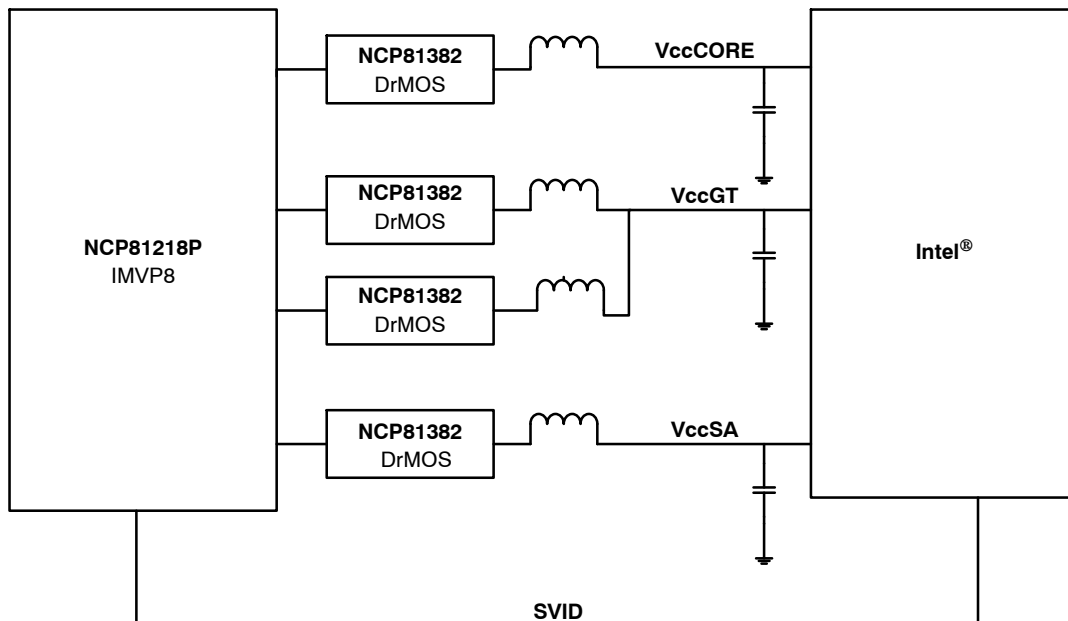 NCP81382
DrMOS
VccCORE
NCP81382
DrMOS
VccGT
NCP81218P
IMVP8
Intel®
NCP81382
DrMOS
NCP81382
DrMOS
VccSA
SVID